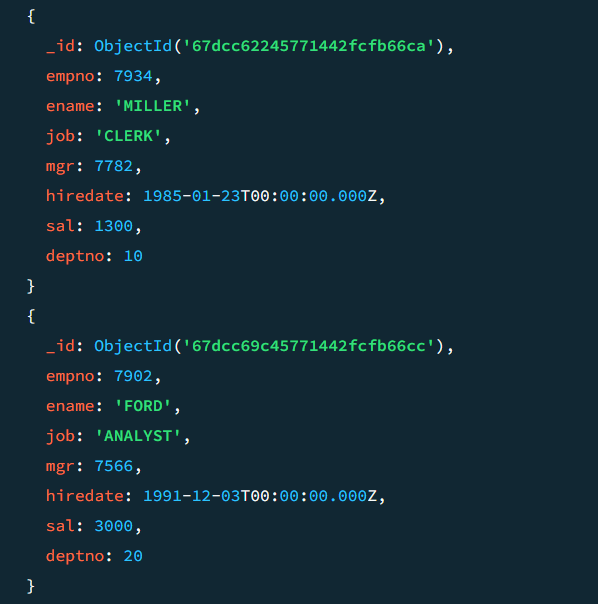 {
_id: ObjectId('67dcc62245771442fcfb66ca'),
empno: 7934,
ename: 'MILLER',
job: 'CLERK',
mgr: 7782,
hiredate: 1985-01-23T00:00:00.000Z,
sal: 1300,
deptno: 10
}
{
_id: ObjectId('67dcc69c45771442fcfb66cc'),
empno: 7902,
ename: 'FORD',
job: 'ANALYST',
mgr: 7566,
hiredate: 1991-12-03T00:00:00.000Z,
sal: 3000,
deptno: 20
}